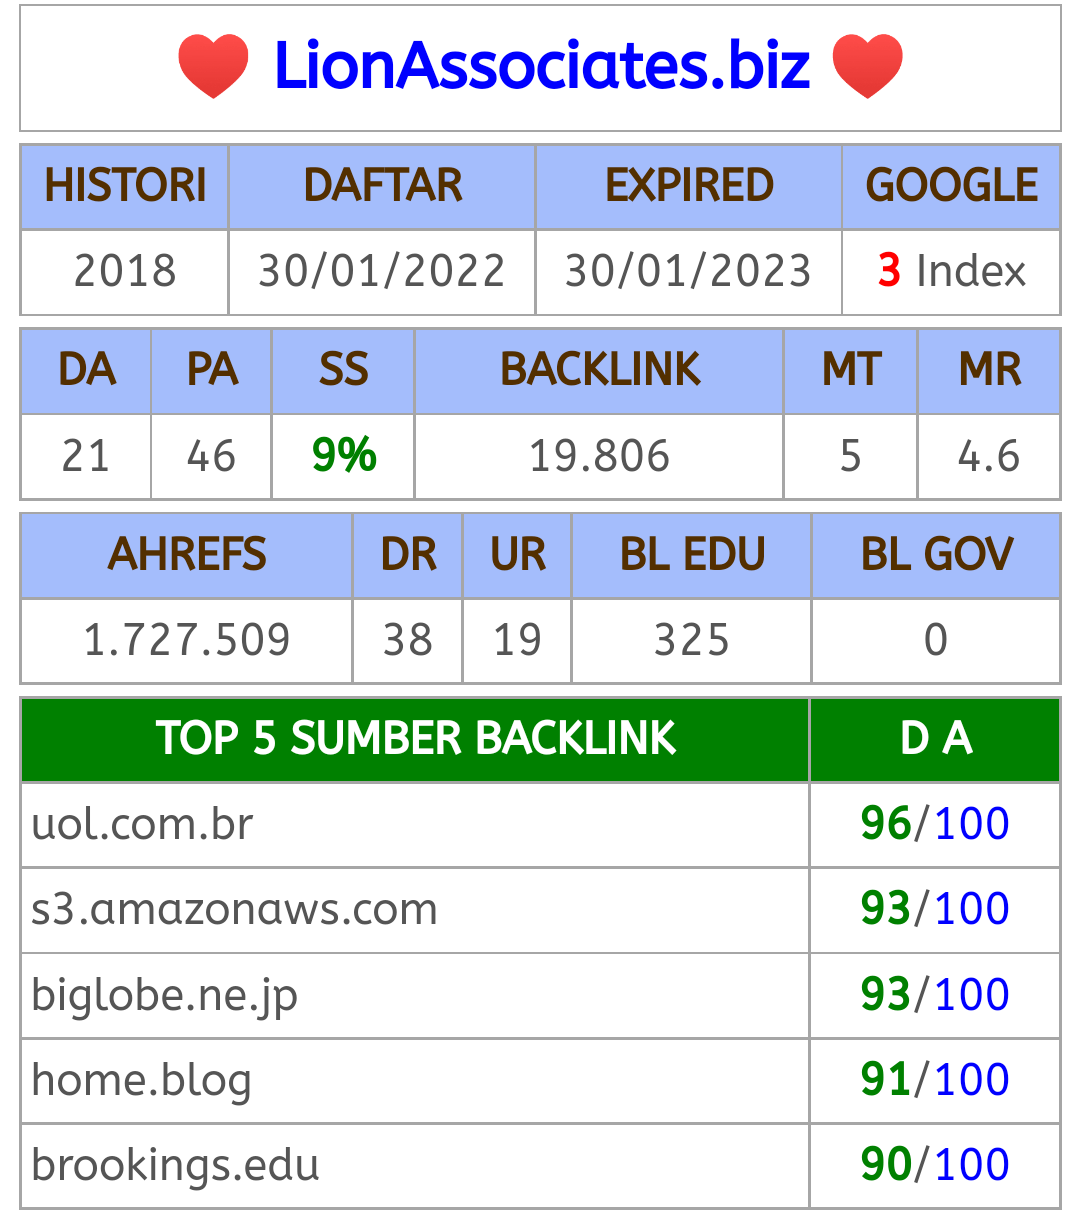 LionAssociates.biz
HISTORI DAFTAR EXPIRED GOOGLE
2018 30/01/2022 30/01/2023 3 Index
DA PA SS BACKLINK MT MR
21 46 9% 19.806 5 4.6
AHREFS DR UR BL EDU BL GOV
1.727.509 38 19 325 0
TOP 5 SUMBER BACKLINK D A
uol.com.br 96/100
s3.amazonaws.com 93/100
biglobe.ne.jp 93/100
home.blog 91/100
brookings.edu 90/100